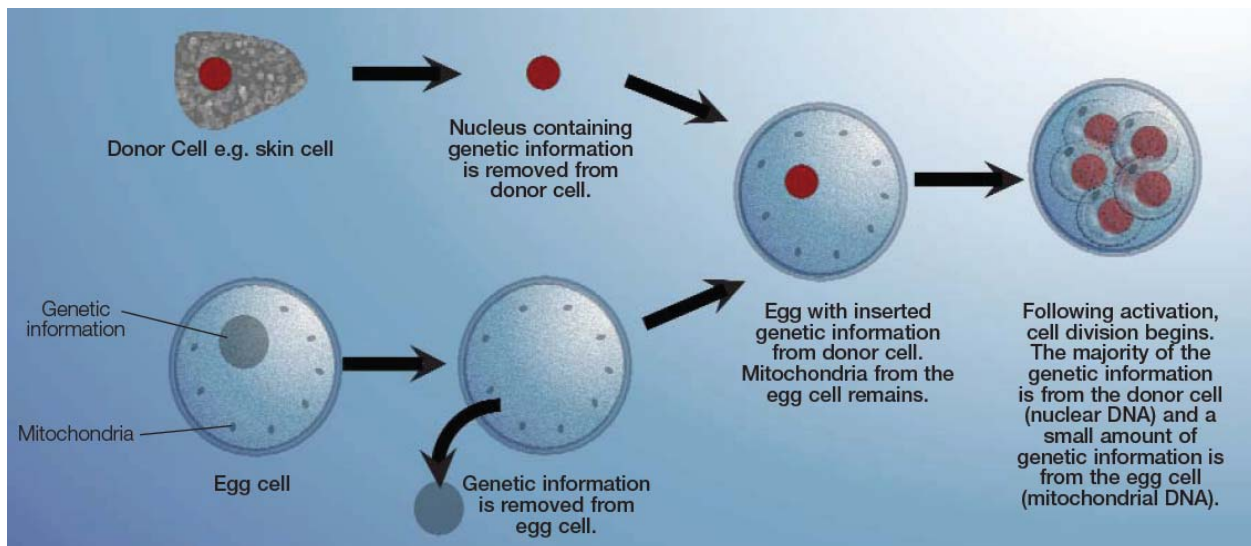 Donor Cell e.g. skin cell
Nucleus containing
genetic information
is removed from
donor cell.
Genetic
information
Mitochondria
Egg cell
Genetic information
is removed from
egg cell.
Egg with inserted
genetic information
from donor cell.
Mitochondria from the
egg cell remains.
Following activation,
cell division begins.
The majority of the
genetic information
is from the donor cell
(nuclear DNA) and a
small amount of
genetic information is
from the egg cell
(mitochondrial DNA).